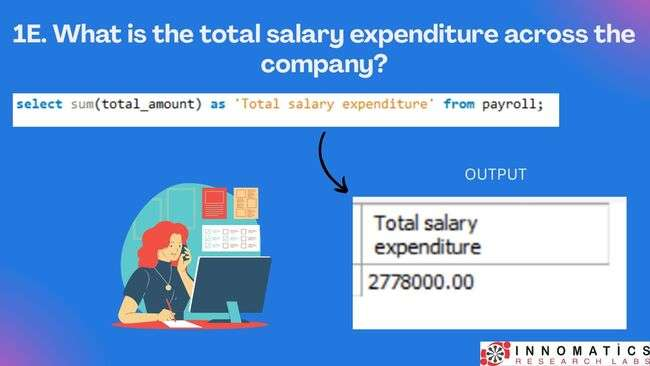 1E. What is the total salary expenditure across the
company?
select sum(total_amount) as 'Total salary expenditure' from payroll;
OUTPUT
Total salary
expenditure
2778000.00
INNOMATICS
RESEARCH LABS